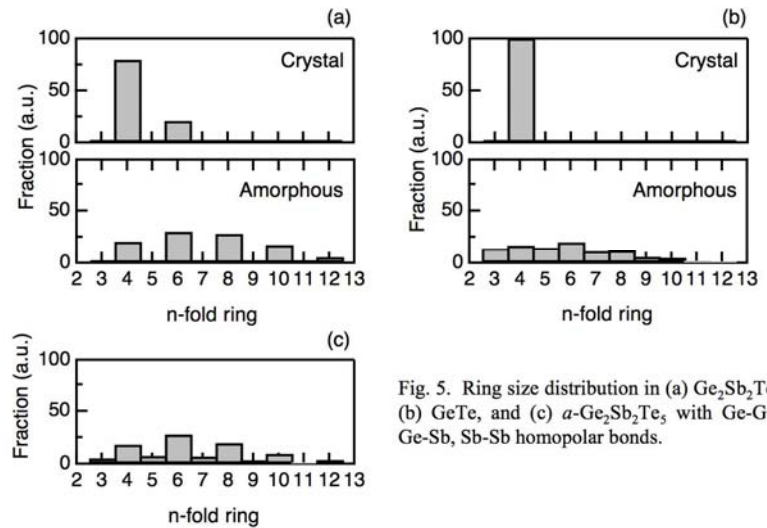 (a)
Fraction (a.u.)
100
50
0
Crystal
100
50
0
Amorphous
2 3 4 5 6 7 8 9 10 11 12 13
n-fold ring
(b)
Fraction (a.u.)
100
50
0
Crystal
100
50
0
Amorphous
2 3 4 5 6 7 8 9 10 11 12 13
n-fold ring
(c)
Fraction (a.u.)
100
50
0
2 3 4 5 6 7 8 9 10 11 12 13
n-fold ring
Fig. 5. Ring size distribution in (a) Ge₂Sb₂Te
(b) GeTe, and (c) a-Ge₂Sb₂Te₅ with Ge-G
Ge-Sb, Sb-Sb homopolar bonds.